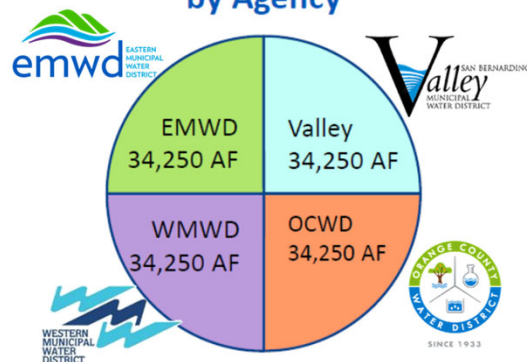 by Agency
emwd
EASTERN
MUNICIPAL
WATER
DISTRICT
SAN BERNARDINO
Valley
MUNICIPAL
WATER DISTRICT
EMWD
34,250 AF
Valley
34,250 AF
WMWD
34,250 AF
OCWD
34,250 AF
WESTERN
MUNICIPAL
WATER
DISTRICT
ORANGE COUNTY
WATER DISTRICT
SINCE 1933